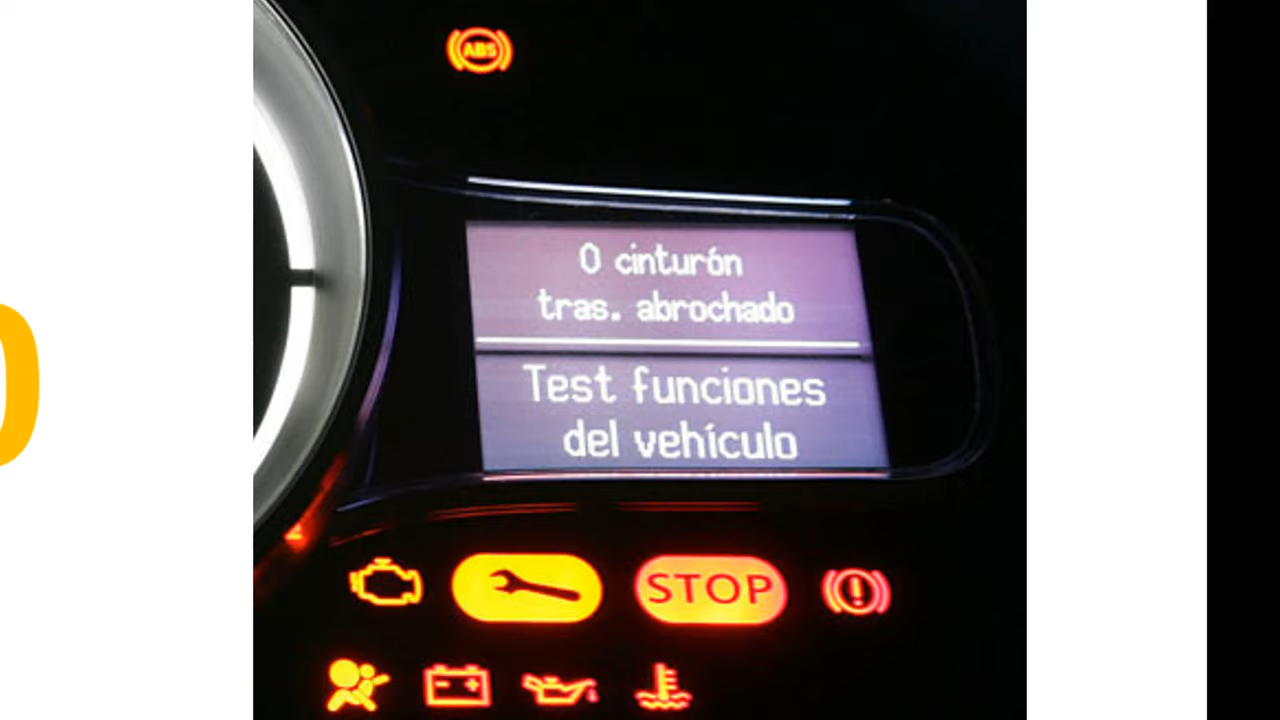 ABS
0 cinturón
tras. abrochado
Test funciones
del vehículo
STOP